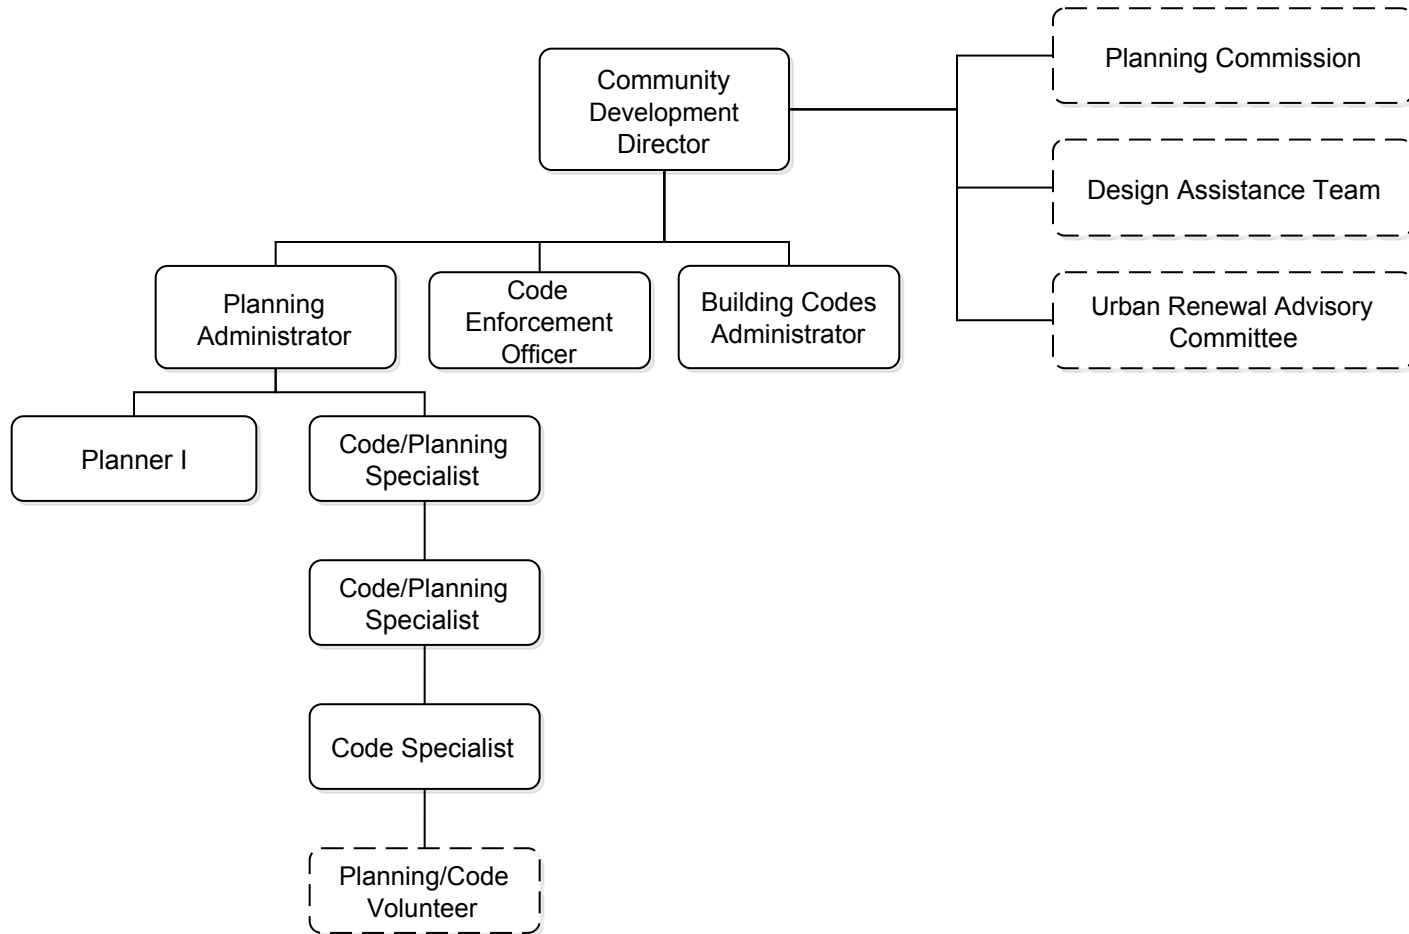 Community
Development
Director
Planning Commission
Design Assistance Team
Urban Renewal Advisory
Committee
Planning
Administrator
Code
Enforcement
Officer
Building Codes
Administrator
Planner I
Code/Planning
Specialist
Code/Planning
Specialist
Code Specialist
Planning/Code
Volunteer